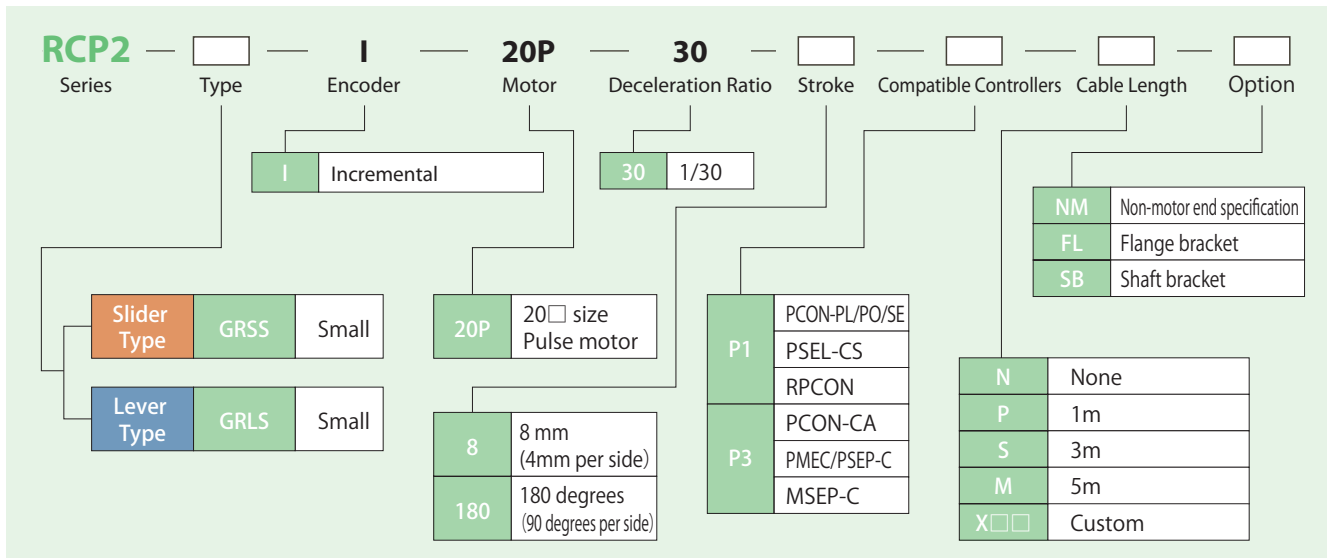 RCP2 — □ — I — 20P — 30 — □ — □ — □ — □
Series Type Encoder Motor Deceleration Ratio Stroke Compatible Controllers Cable Length Option
I Incremental
30 1/30
NM Non-motor end specification
FL Flange bracket
SB Shaft bracket
Slider
Type
GRSS Small
Lever
Type
GRLS Small
20P
20□ size
Pulse motor
8
8 mm
(4mm per side)
180
180 degrees
(90 degrees per side)
P1
PCON-PL/PO/SE
PSEL-CS
RPCON
P3
PCON-CA
PMEC/PSEP-C
MSEP-C
N None
P 1m
S 3m
M 5m
X□□ Custom